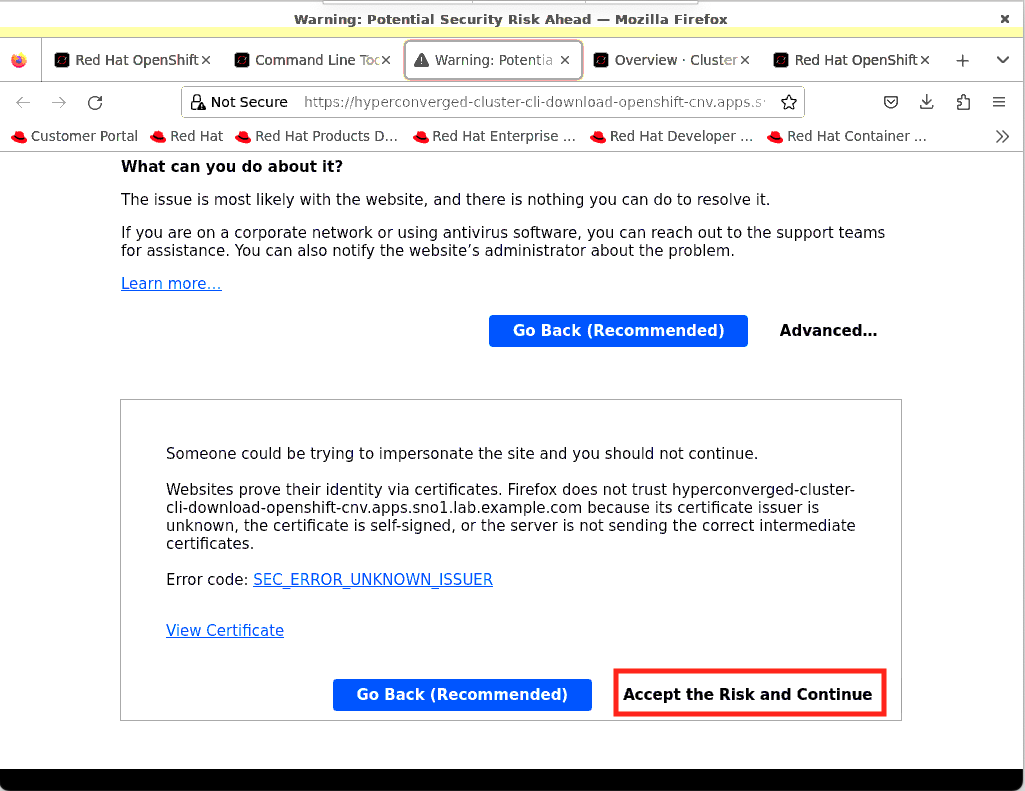 Warning: Potential Security Risk Ahead — Mozilla Firefox
Red Hat OpenShift
Command Line Too
Warning: Potentia
Overview · Cluster
Red Hat OpenShift
Not Secure https://hyperconverged-cluster-cli-download-openshift-cnv.apps.s
Customer Portal Red Hat Red Hat Products D... Red Hat Enterprise ... Red Hat Developer ... Red Hat Container ...
What can you do about it?
The issue is most likely with the website, and there is nothing you can do to resolve it.
If you are on a corporate network or using antivirus software, you can reach out to the support teams
for assistance. You can also notify the website’s administrator about the problem.
Learn more…
Go Back (Recommended) Advanced…
Someone could be trying to impersonate the site and you should not continue.
Websites prove their identity via certificates. Firefox does not trust hyperconverged-cluster-
cli-download-openshift-cnv.apps.sno1.lab.example.com because its certificate issuer is
unknown, the certificate is self-signed, or the server is not sending the correct intermediate
certificates.
Error code: SEC_ERROR_UNKNOWN_ISSUER
View Certificate
Go Back (Recommended) Accept the Risk and Continue